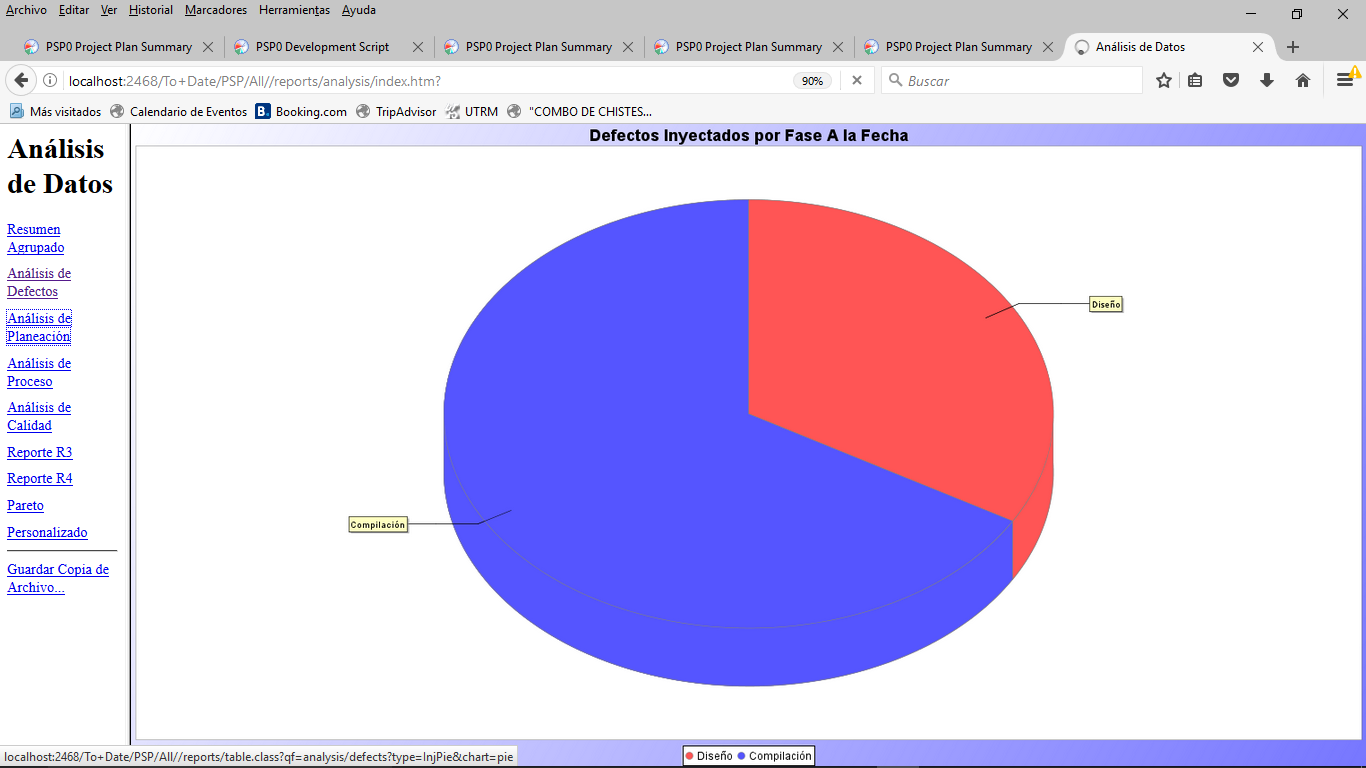 Archivo Editar Ver Historial Marcadores Herramientas Ayuda
PSP0 Project Plan Summary
PSP0 Development Script
PSP0 Project Plan Summary
PSP0 Project Plan Summary
PSP0 Project Plan Summary
Análisis de Datos
localhost:2468/To+Date/PSP/All//reports/analysis/index.htm?
90%
Buscar
Más visitados
Calendario de Eventos
B. Booking.com
TripAdvisor
UTRM
"COMBO DE CHISTES...
Análisis
de Datos
Resumen
Agrupado
Análisis de
Defectos
Análisis de
Planeación
Análisis de
Proceso
Análisis de
Calidad
Reporte R3
Reporte R4
Pareto
Personalizado
Guardar Copia de
Archivo...
Defectos Inyectados por Fase A la Fecha
Diseño
Compilación
Diseño Compilación
localhost:2468/To+Date/PSP/All//reports/table.class?qf=analysis/defects?type=InjPie&chart=pie